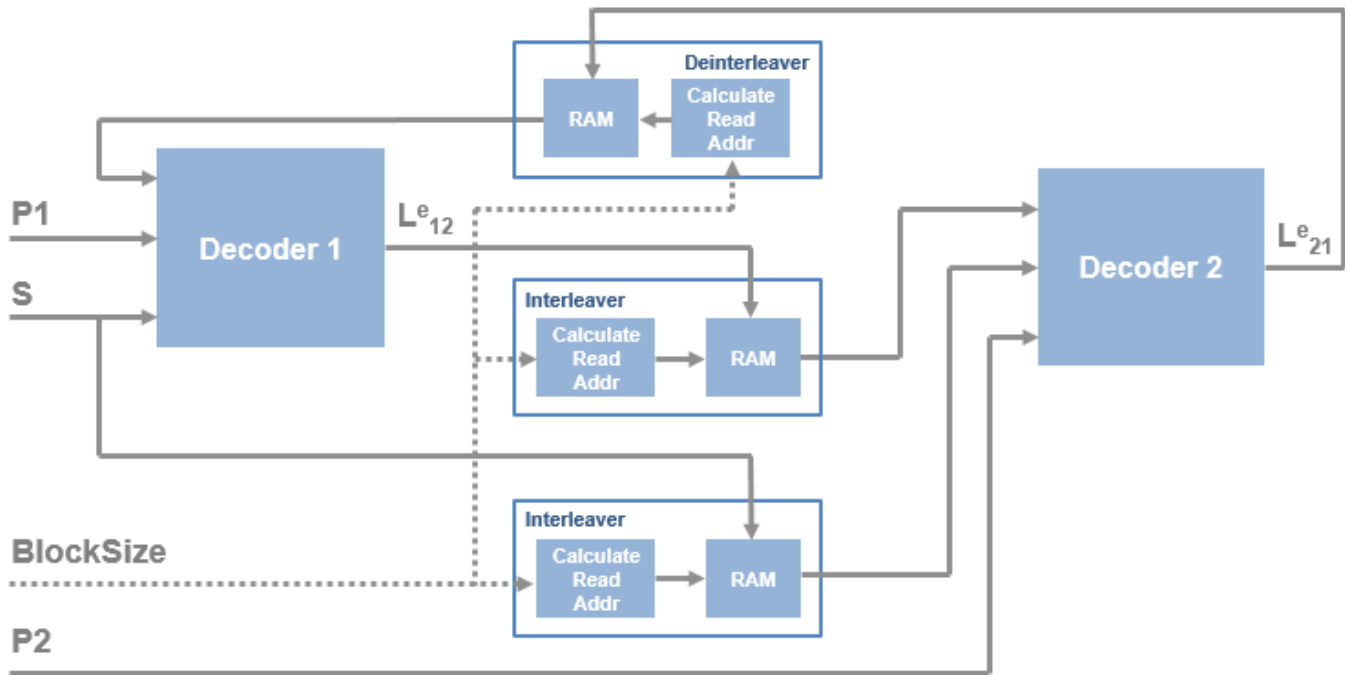 Deinterleaver
RAM
Calculate
Read
Addr
P1
S
Decoder 1
Lᵉ₁₂
Decoder 2
Lᵉ₂₁
Interleaver
Calculate
Read
Addr
RAM
Interleaver
Calculate
Read
Addr
RAM
BlockSize
P2